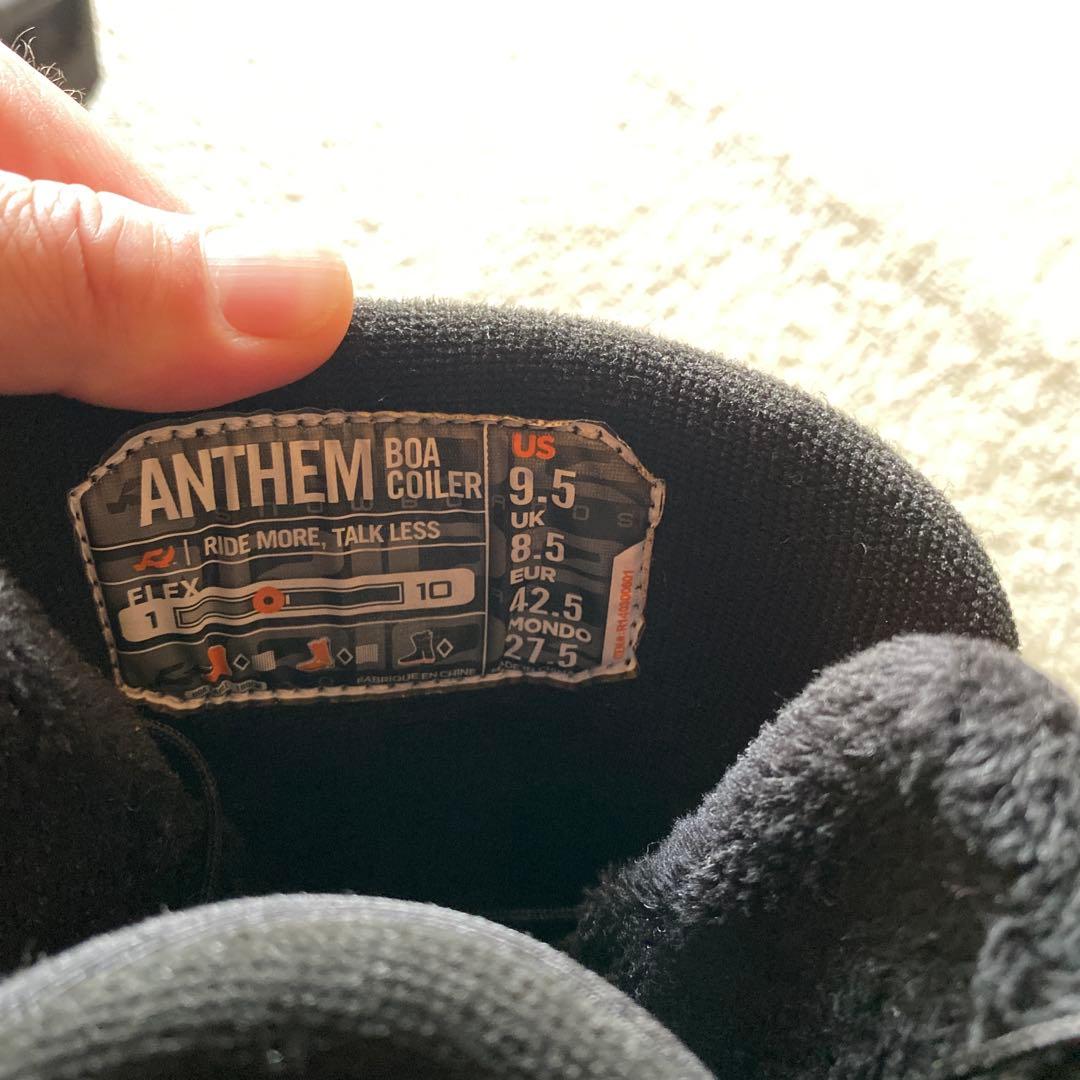 ANTHEM BOA COILER
RIDE MORE, TALK LESS
FLEX
1 10
FABRIQUE EN CHINE
US
9.5
UK
8.5
EUR
42.5
MONDO
27.5